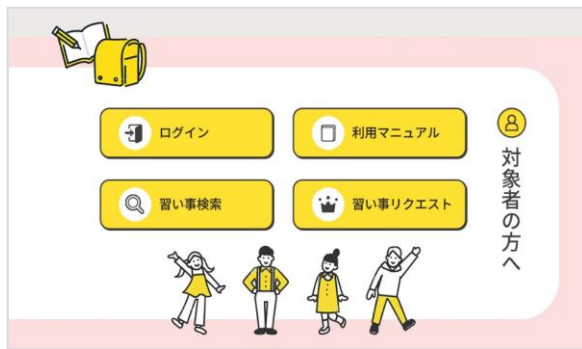 対象者の方へ
ログイン
利用マニュアル
習い事検索
習い事リクエスト